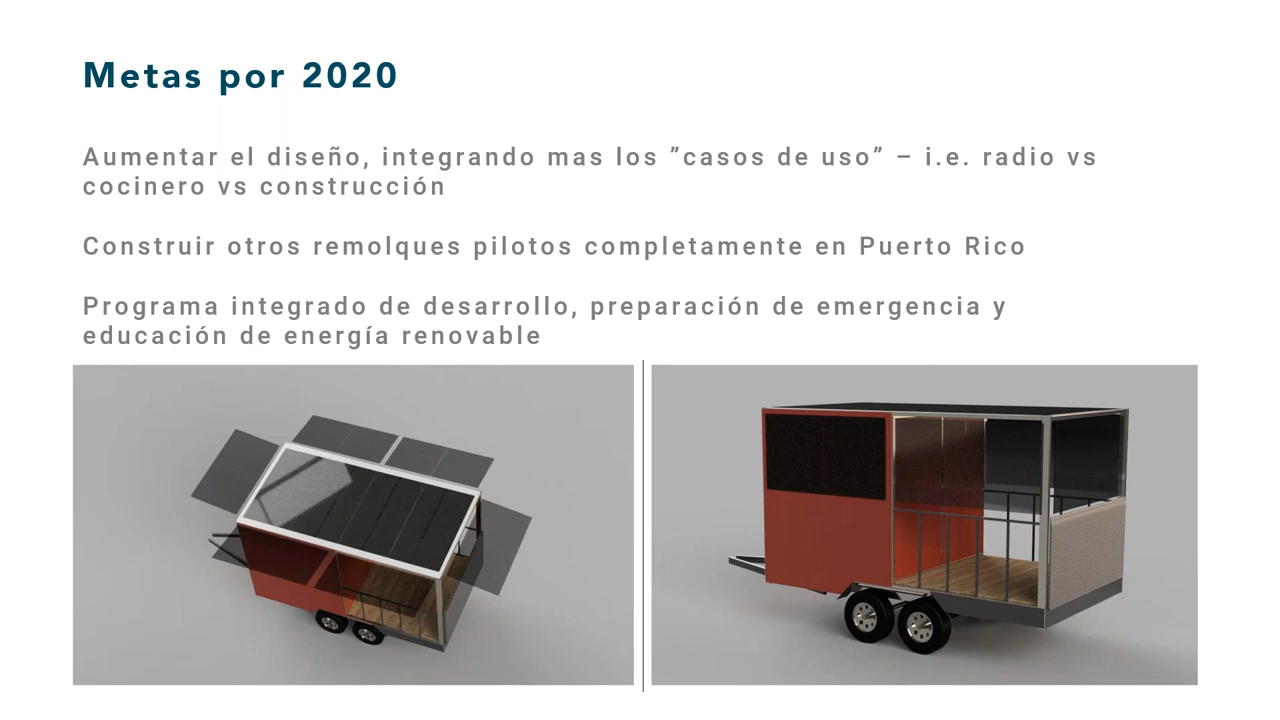 Metas por 2020
Aumentar el diseño, integrando mas los ”casos de uso” – i.e. radio vs
cocinero vs construcción
Construir otros remolques pilotos completamente en Puerto Rico
Programa integrado de desarrollo, preparación de emergencia y
educación de energía renovable